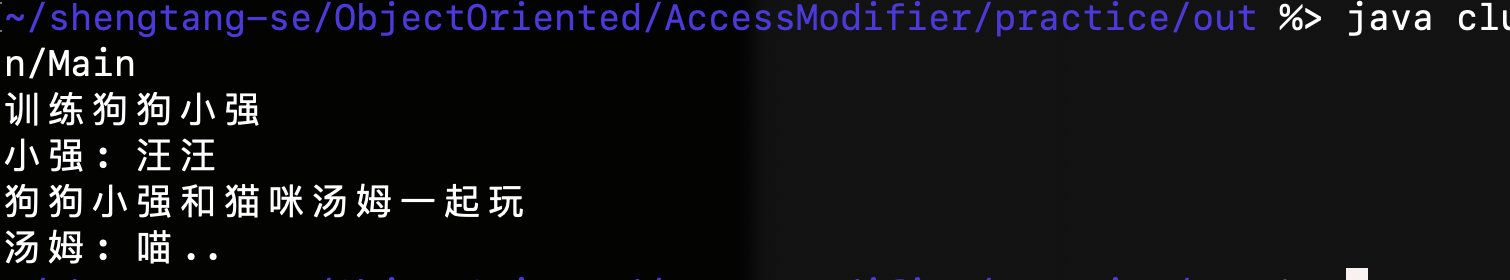 ~/shengtang-se/ObjectOriented/AccessModifier/practice/out %> java clu
n/Main
训练狗狗小强
小强: 汪汪
狗狗小强和猫咪汤姆一起玩
汤姆: 喵..